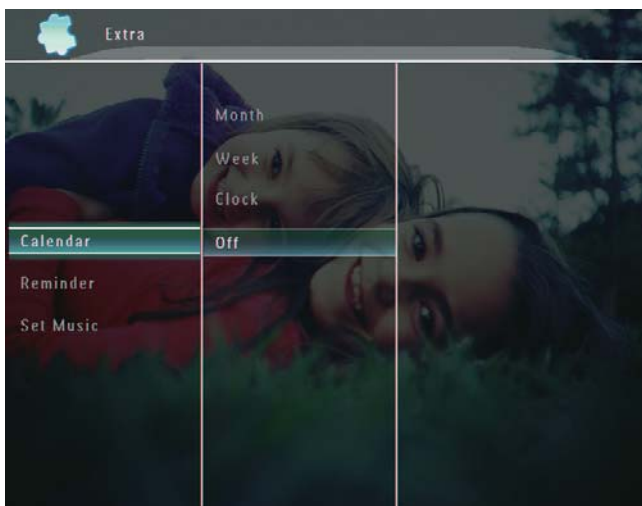 Extra
Month
Week
Clock
Calendar
Off
Reminder
Set Music